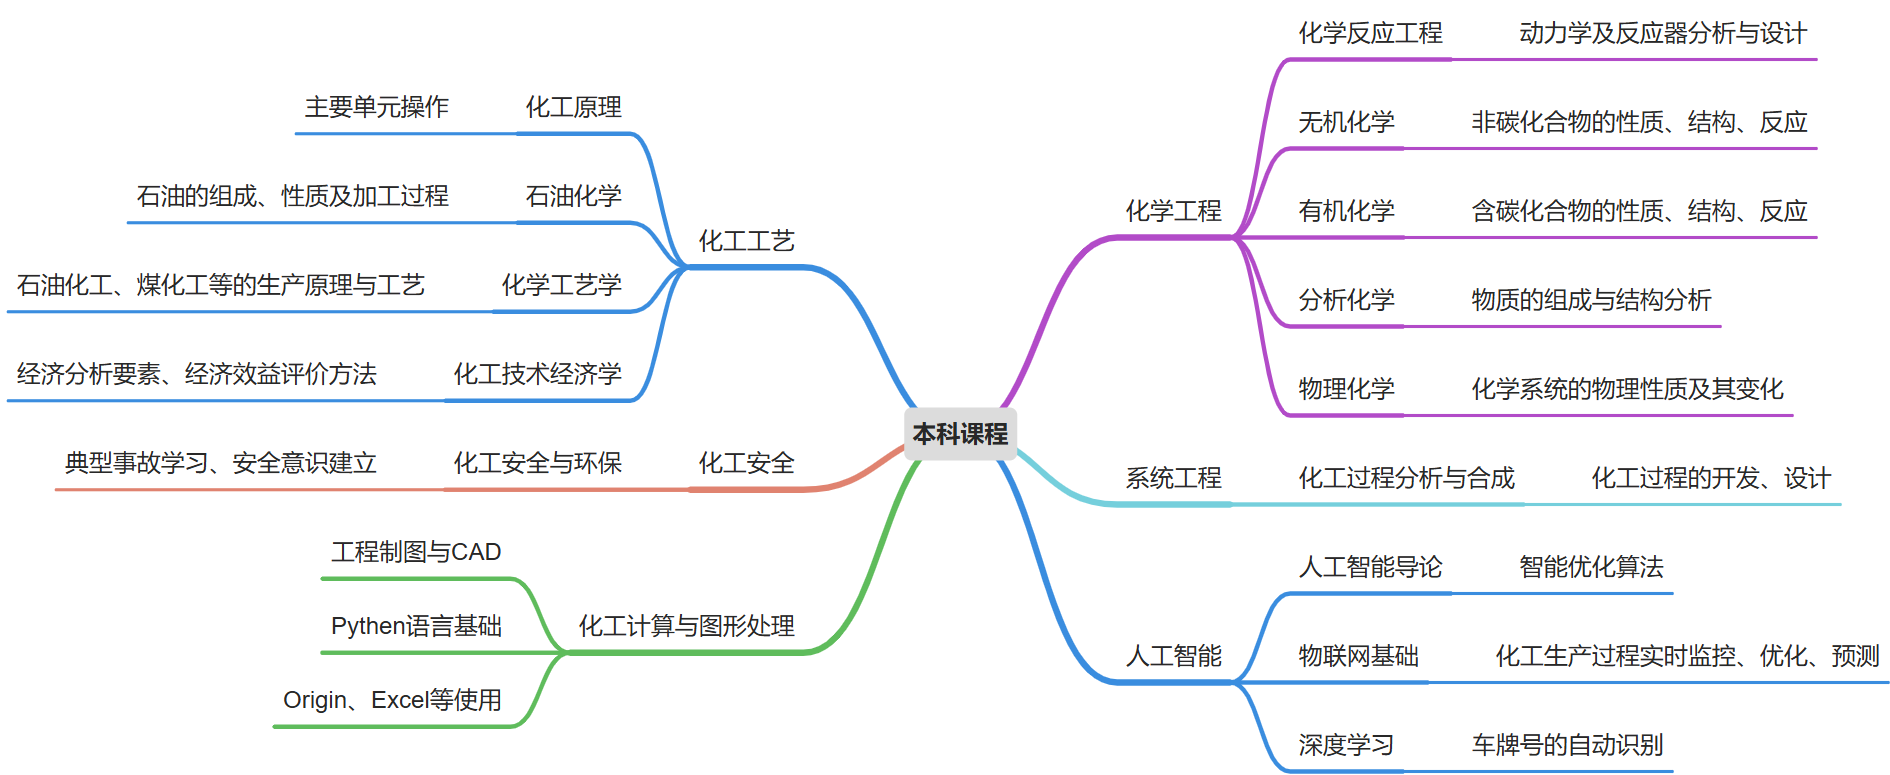 本科课程
化工工艺
化工原理
主要单元操作
石油化学
石油的组成、性质及加工过程
化学工艺学
石油化工、煤化工等的生产原理与工艺
化工技术经济学
经济分析要素、经济效益评价方法
化工安全
化工安全与环保
典型事故学习、安全意识建立
化工计算与图形处理
工程制图与CAD
Pythen语言基础
Origin、Excel等使用
化学工程
化学反应工程
动力学及反应器分析与设计
无机化学
非碳化合物的性质、结构、反应
有机化学
含碳化合物的性质、结构、反应
分析化学
物质的组成与结构分析
物理化学
化学系统的物理性质及其变化
系统工程
化工过程分析与合成
化工过程的开发、设计
人工智能
人工智能导论
智能优化算法
物联网基础
化工生产过程实时监控、优化、预测
深度学习
车牌号的自动识别